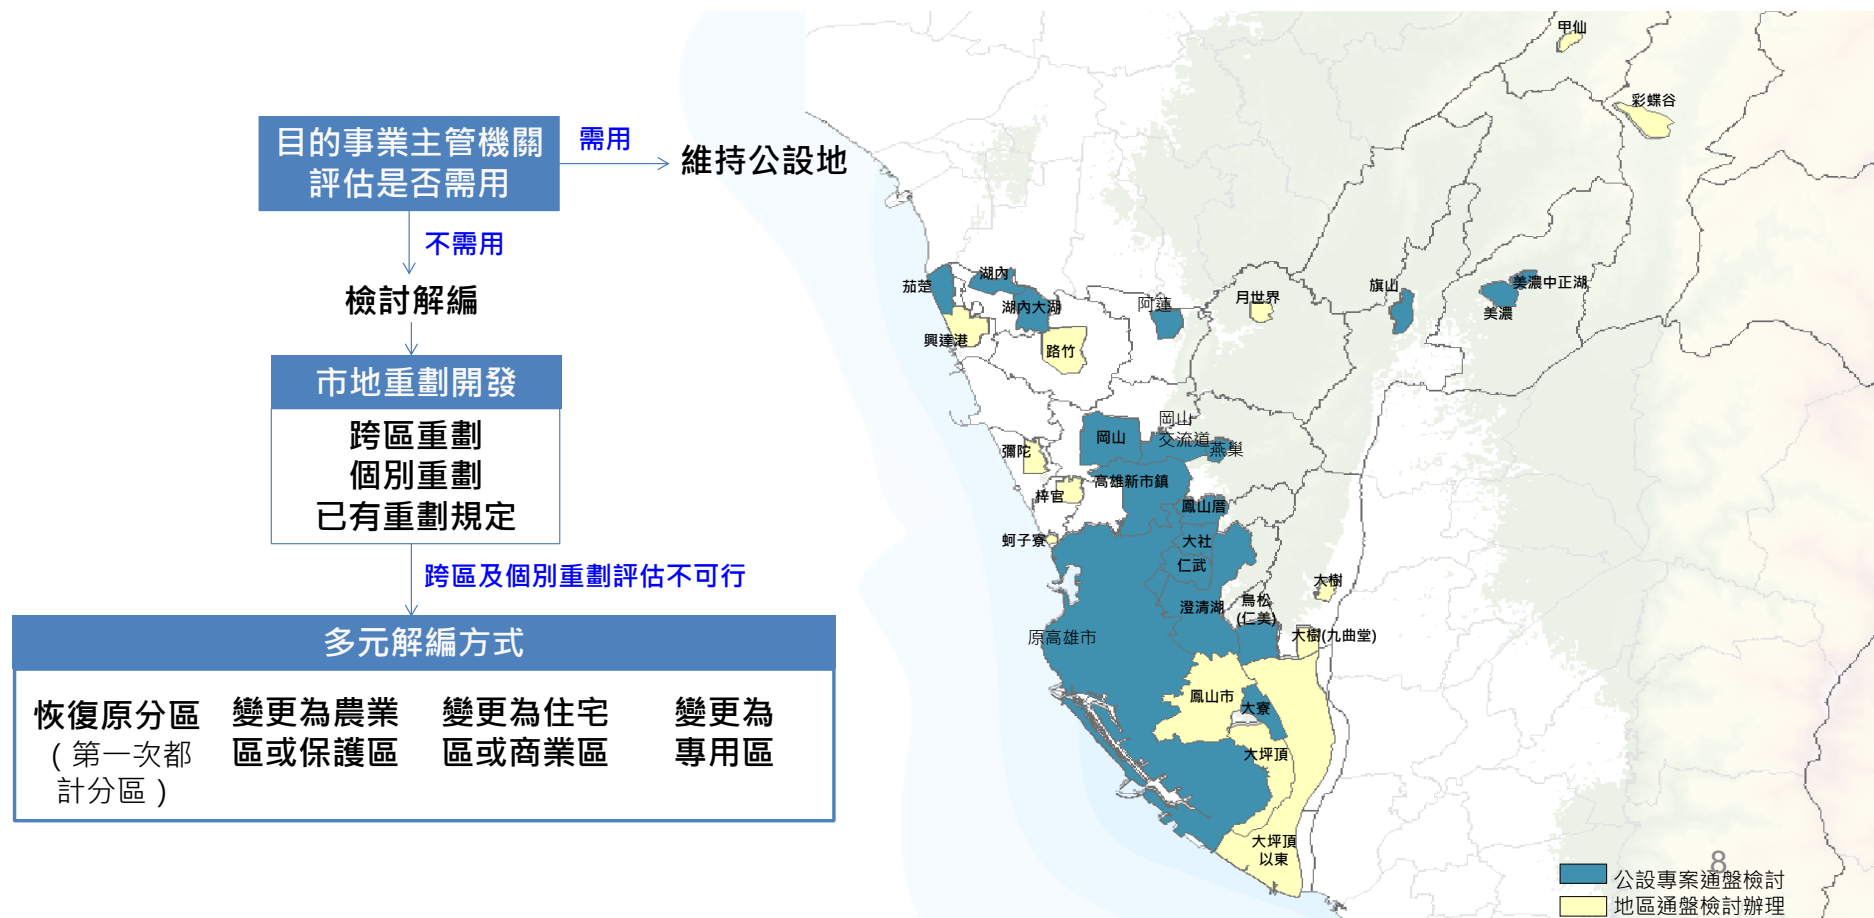 目的事業主管機關
評估是否需用
需用
維持公設地
不需用
檢討解編
市地重劃開發
跨區重劃
個別重劃
已有重劃規定
跨區及個別重劃評估不可行
多元解編方式
恢復原分區
(第一次都
計分區)
變更為農業
區或保護區
變更為住宅
區或商業區
變更為
專用區
甲仙
彩蝶谷
茄萣
湖內
湖內大湖
阿蓮
月世界
旗山
美濃中正湖
美濃
興達港
路竹
岡山
岡山
交流道
燕巢
彌陀
高雄新市鎮
梓官
鳳山厝
蚵子寮
大社
仁武
大樹
澄清湖
鳥松
(仁美)
原高雄市
大樹(九曲堂)
鳳山市
大寮
大坪頂
大坪頂
以東
8
公設專案通盤檢討
地區通盤檢討辦理